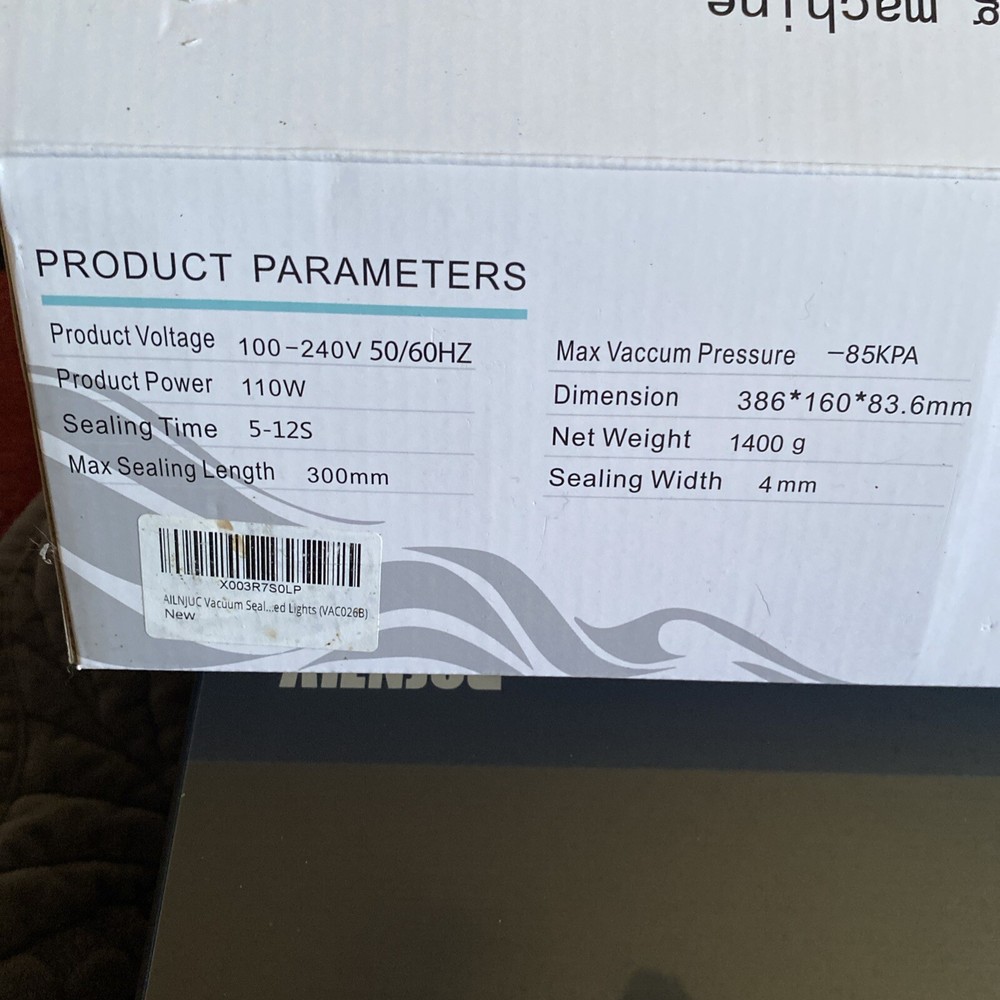 machine
PRODUCT PARAMETERS
Product Voltage 100-240V 50/60HZ
Product Power 110W
Sealing Time 5-12S
Max Sealing Length 300mm
Max Vaccum Pressure -85KPA
Dimension 386*160*83.6mm
Net Weight 1400 g
Sealing Width 4mm
X003R7S0LP
AILNJUC Vacuum Seal...ed Lights (VAC026B)
New